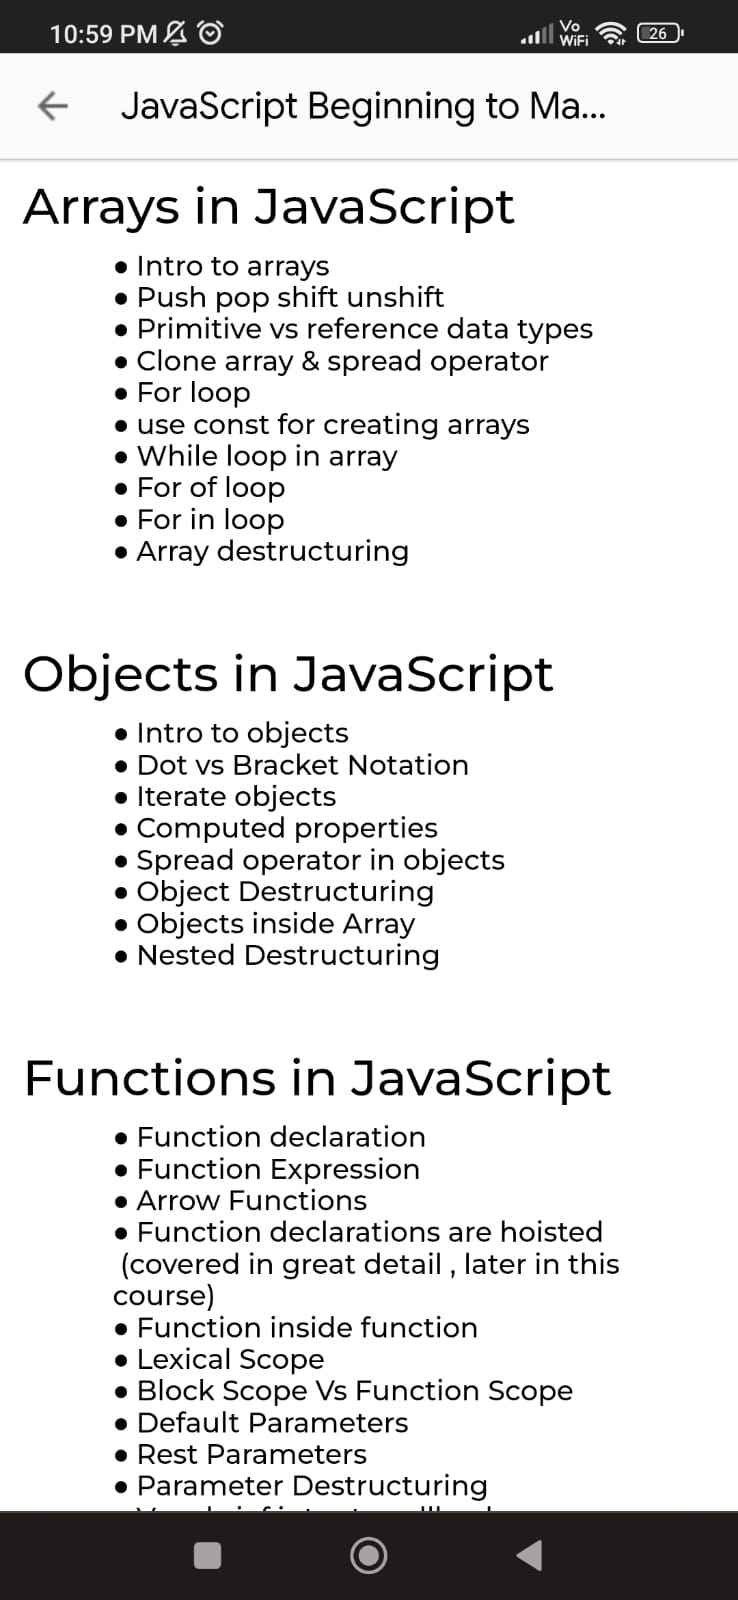 10:59 PM
Vo
WiFi
26
JavaScript Beginning to Ma...
Arrays in JavaScript
● Intro to arrays
● Push pop shift unshift
● Primitive vs reference data types
● Clone array & spread operator
● For loop
● use const for creating arrays
● While loop in array
● For of loop
● For in loop
● Array destructuring
Objects in JavaScript
● Intro to objects
● Dot vs Bracket Notation
● Iterate objects
● Computed properties
● Spread operator in objects
● Object Destructuring
● Objects inside Array
● Nested Destructuring
Functions in JavaScript
● Function declaration
● Function Expression
● Arrow Functions
● Function declarations are hoisted
(covered in great detail , later in this
course)
● Function inside function
● Lexical Scope
● Block Scope Vs Function Scope
● Default Parameters
● Rest Parameters
● Parameter Destructuring